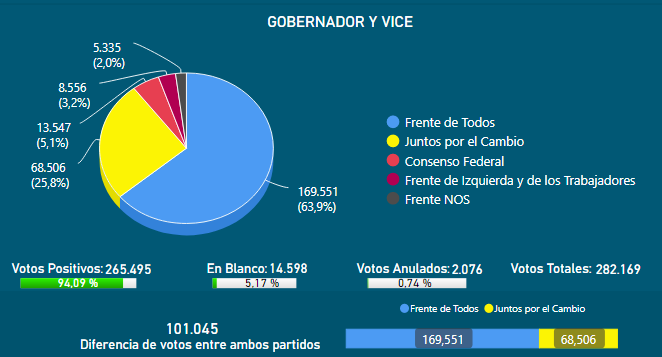 GOBERNADOR Y VICE
5.335
(2,0%)
8.556
(3,2%)
13.547
(5,1%)
68.506
(25,8%)
169.551
(63,9%)
Frente de Todos
Juntos por el Cambio
Consenso Federal
Frente de Izquierda y de los Trabajadores
Frente NOS
Votos Positivos: 265.495
94,09 %
En Blanco: 14.598
5,17 %
Votos Anulados: 2.076
0,74 %
Votos Totales: 282.169
101.045
Diferencia de votos entre ambos partidos
Frente de Todos Juntos por el Cambio
169,551 68,506